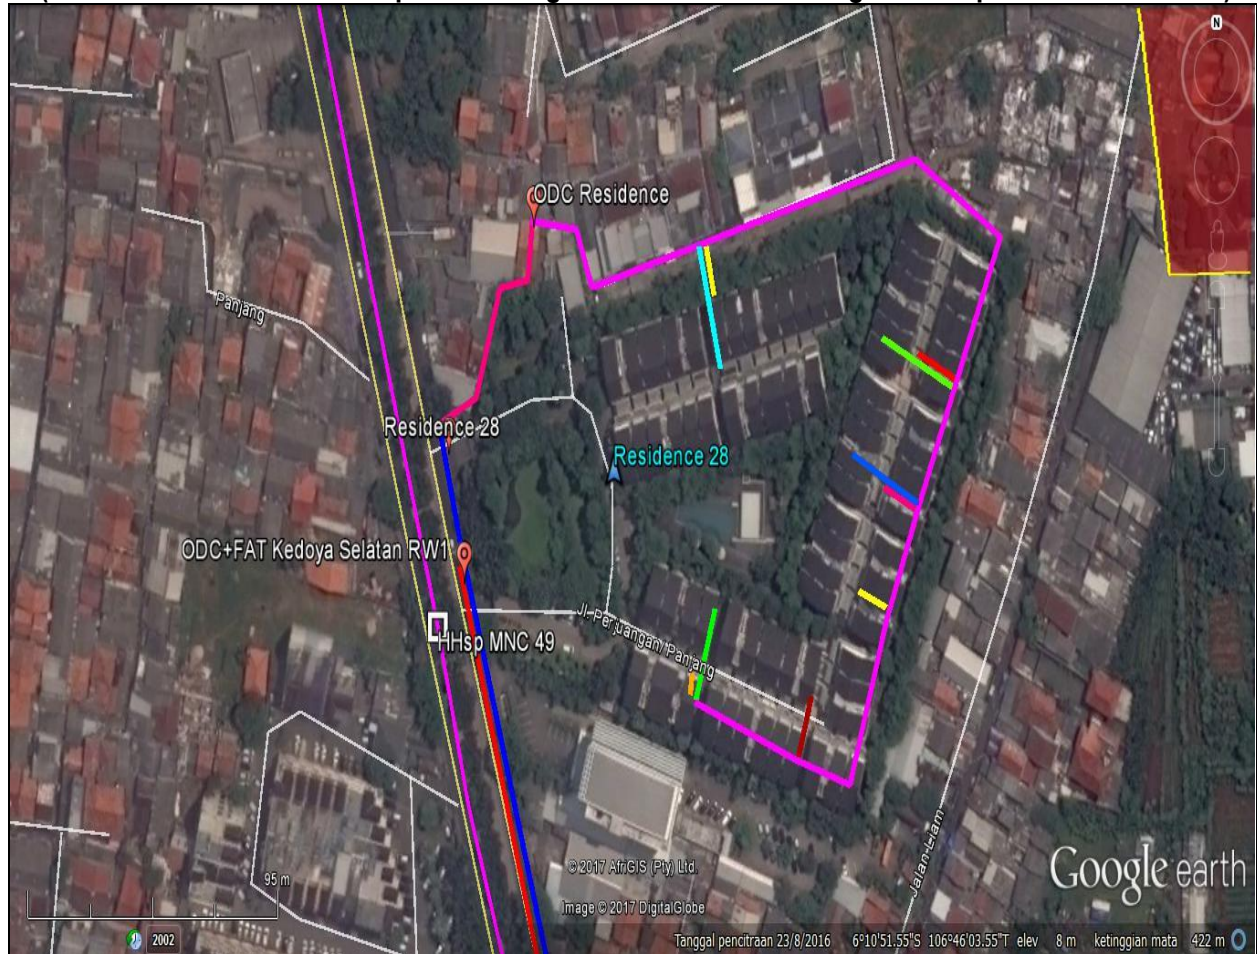 N
ODC Residence
Panjang
Residence 28
Residence 28
ODC+FAT Kedoya Selatan RW1
HHsp MNC 49
Jl. Perjuangan/ Panjang
Jalan Liam
95 m
© 2017 AfriGIS (Pty) Ltd.
Image © 2017 DigitalGlobe
Google earth
2002
Tanggal pencitraan 23/8/2016 6°10'51.55"S 106°46'03.55"T elev 8 m ketinggian mata 422 m